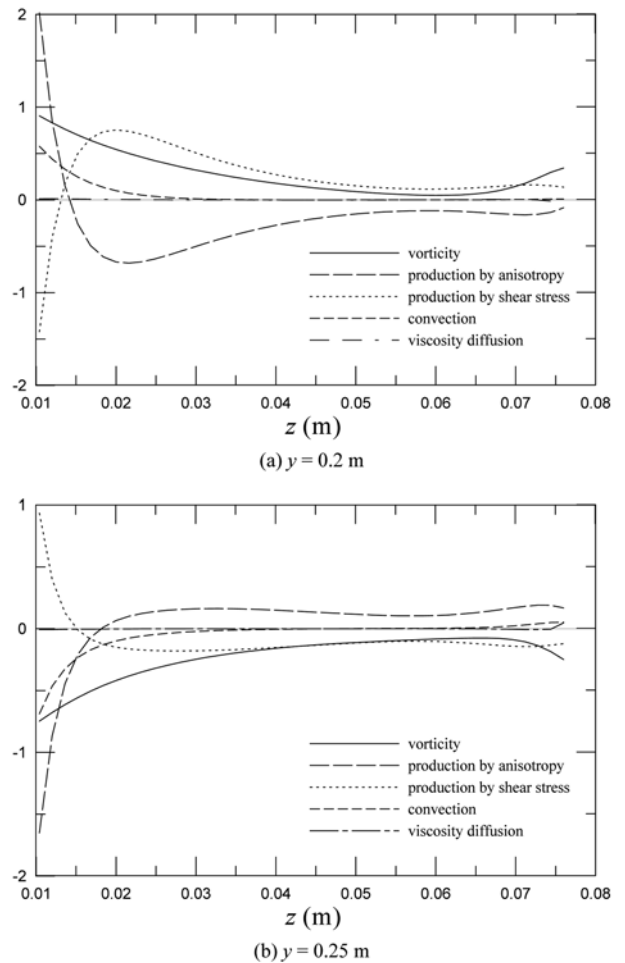 2
1
0
-1
-2
0.01 0.02 0.03 0.04 0.05 0.06 0.07 0.08
vorticity
production by anisotropy
production by shear stress
convection
viscosity diffusion
z (m)
(a) y = 0.2 m
1
0
-1
-2
0.01 0.02 0.03 0.04 0.05 0.06 0.07 0.08
vorticity
production by anisotropy
production by shear stress
convection
viscosity diffusion
z (m)
(b) y = 0.25 m